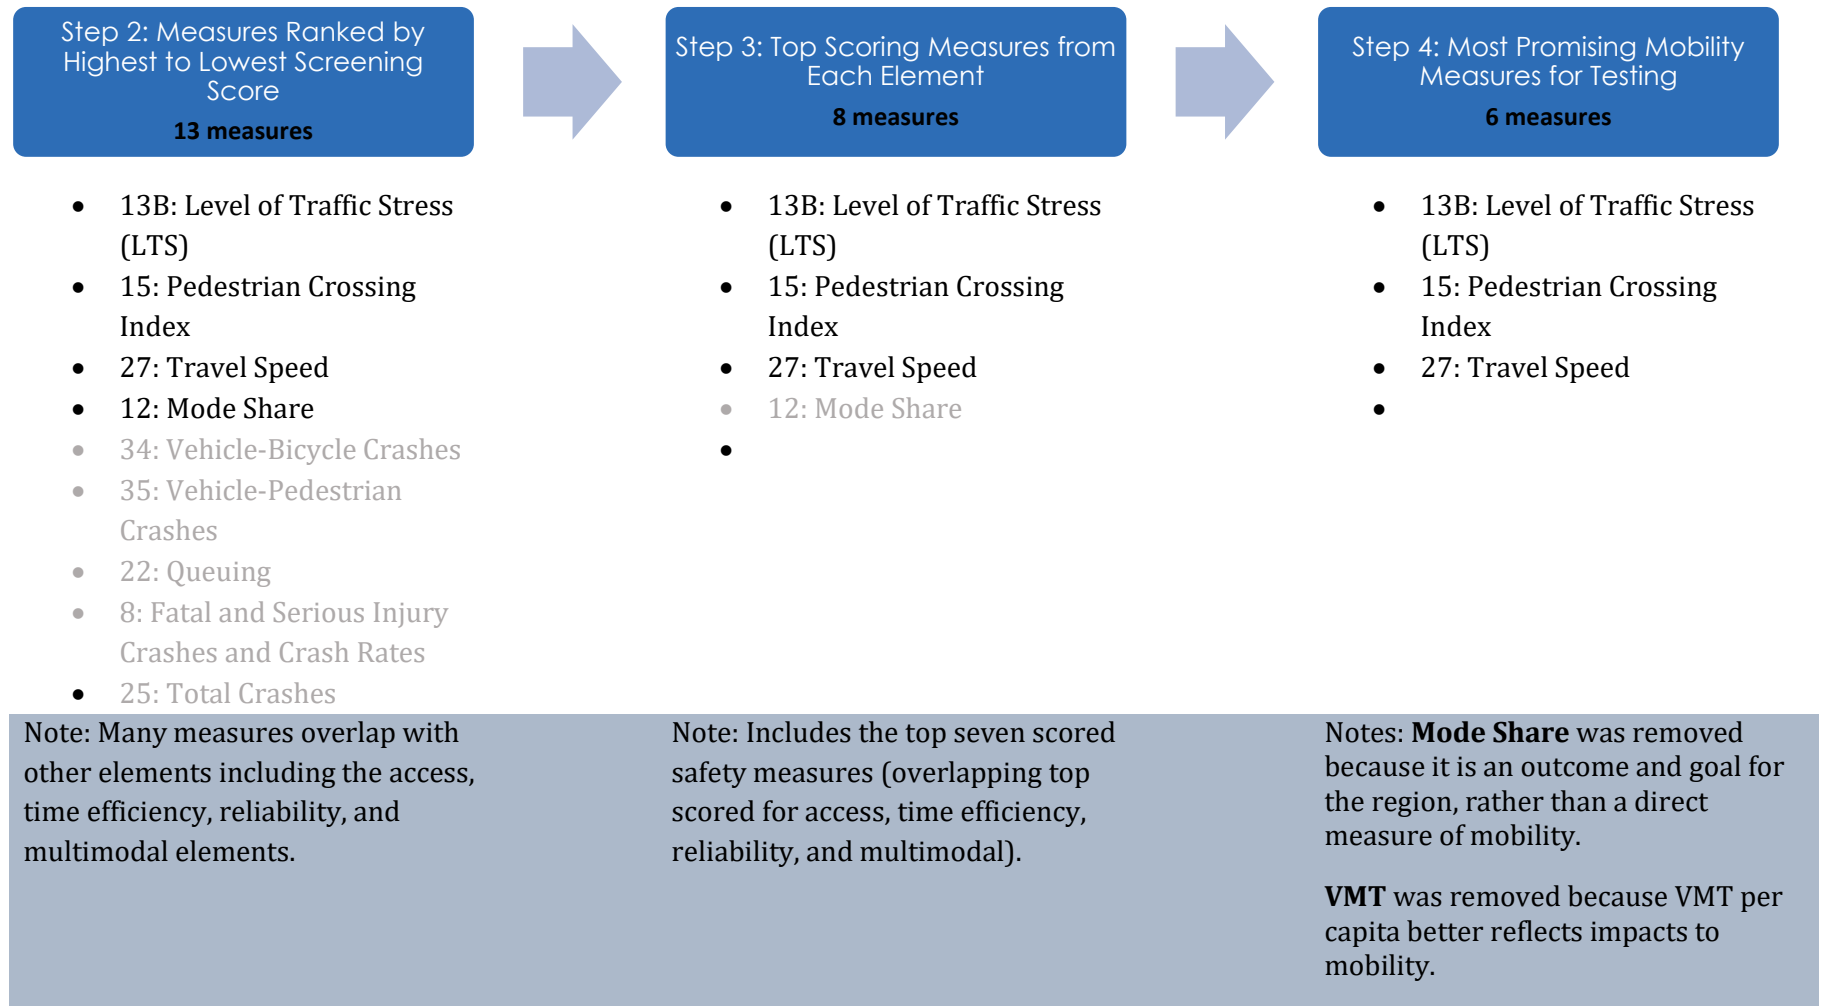 Step 2: Measures Ranked by
Highest to Lowest Screening
Score
13 measures
Step 3: Top Scoring Measures from
Each Element
8 measures
Step 4: Most Promising Mobility
Measures for Testing
6 measures
• 13B: Level of Traffic Stress
(LTS)
• 15: Pedestrian Crossing
Index
• 27: Travel Speed
• 12: Mode Share
• 34: Vehicle-Bicycle Crashes
• 35: Vehicle-Pedestrian
Crashes
• 22: Queuing
• 8: Fatal and Serious Injury
Crashes and Crash Rates
• 25: Total Crashes
• 13B: Level of Traffic Stress
(LTS)
• 15: Pedestrian Crossing
Index
• 27: Travel Speed
• 12: Mode Share
•
• 13B: Level of Traffic Stress
(LTS)
• 15: Pedestrian Crossing
Index
• 27: Travel Speed
•
Note: Many measures overlap with
other elements including the access,
time efficiency, reliability, and
multimodal elements.
Note: Includes the top seven scored
safety measures (overlapping top
scored for access, time efficiency,
reliability, and multimodal).
Notes: Mode Share was removed
because it is an outcome and goal for
the region, rather than a direct
measure of mobility.
VMT was removed because VMT per
capita better reflects impacts to
mobility.